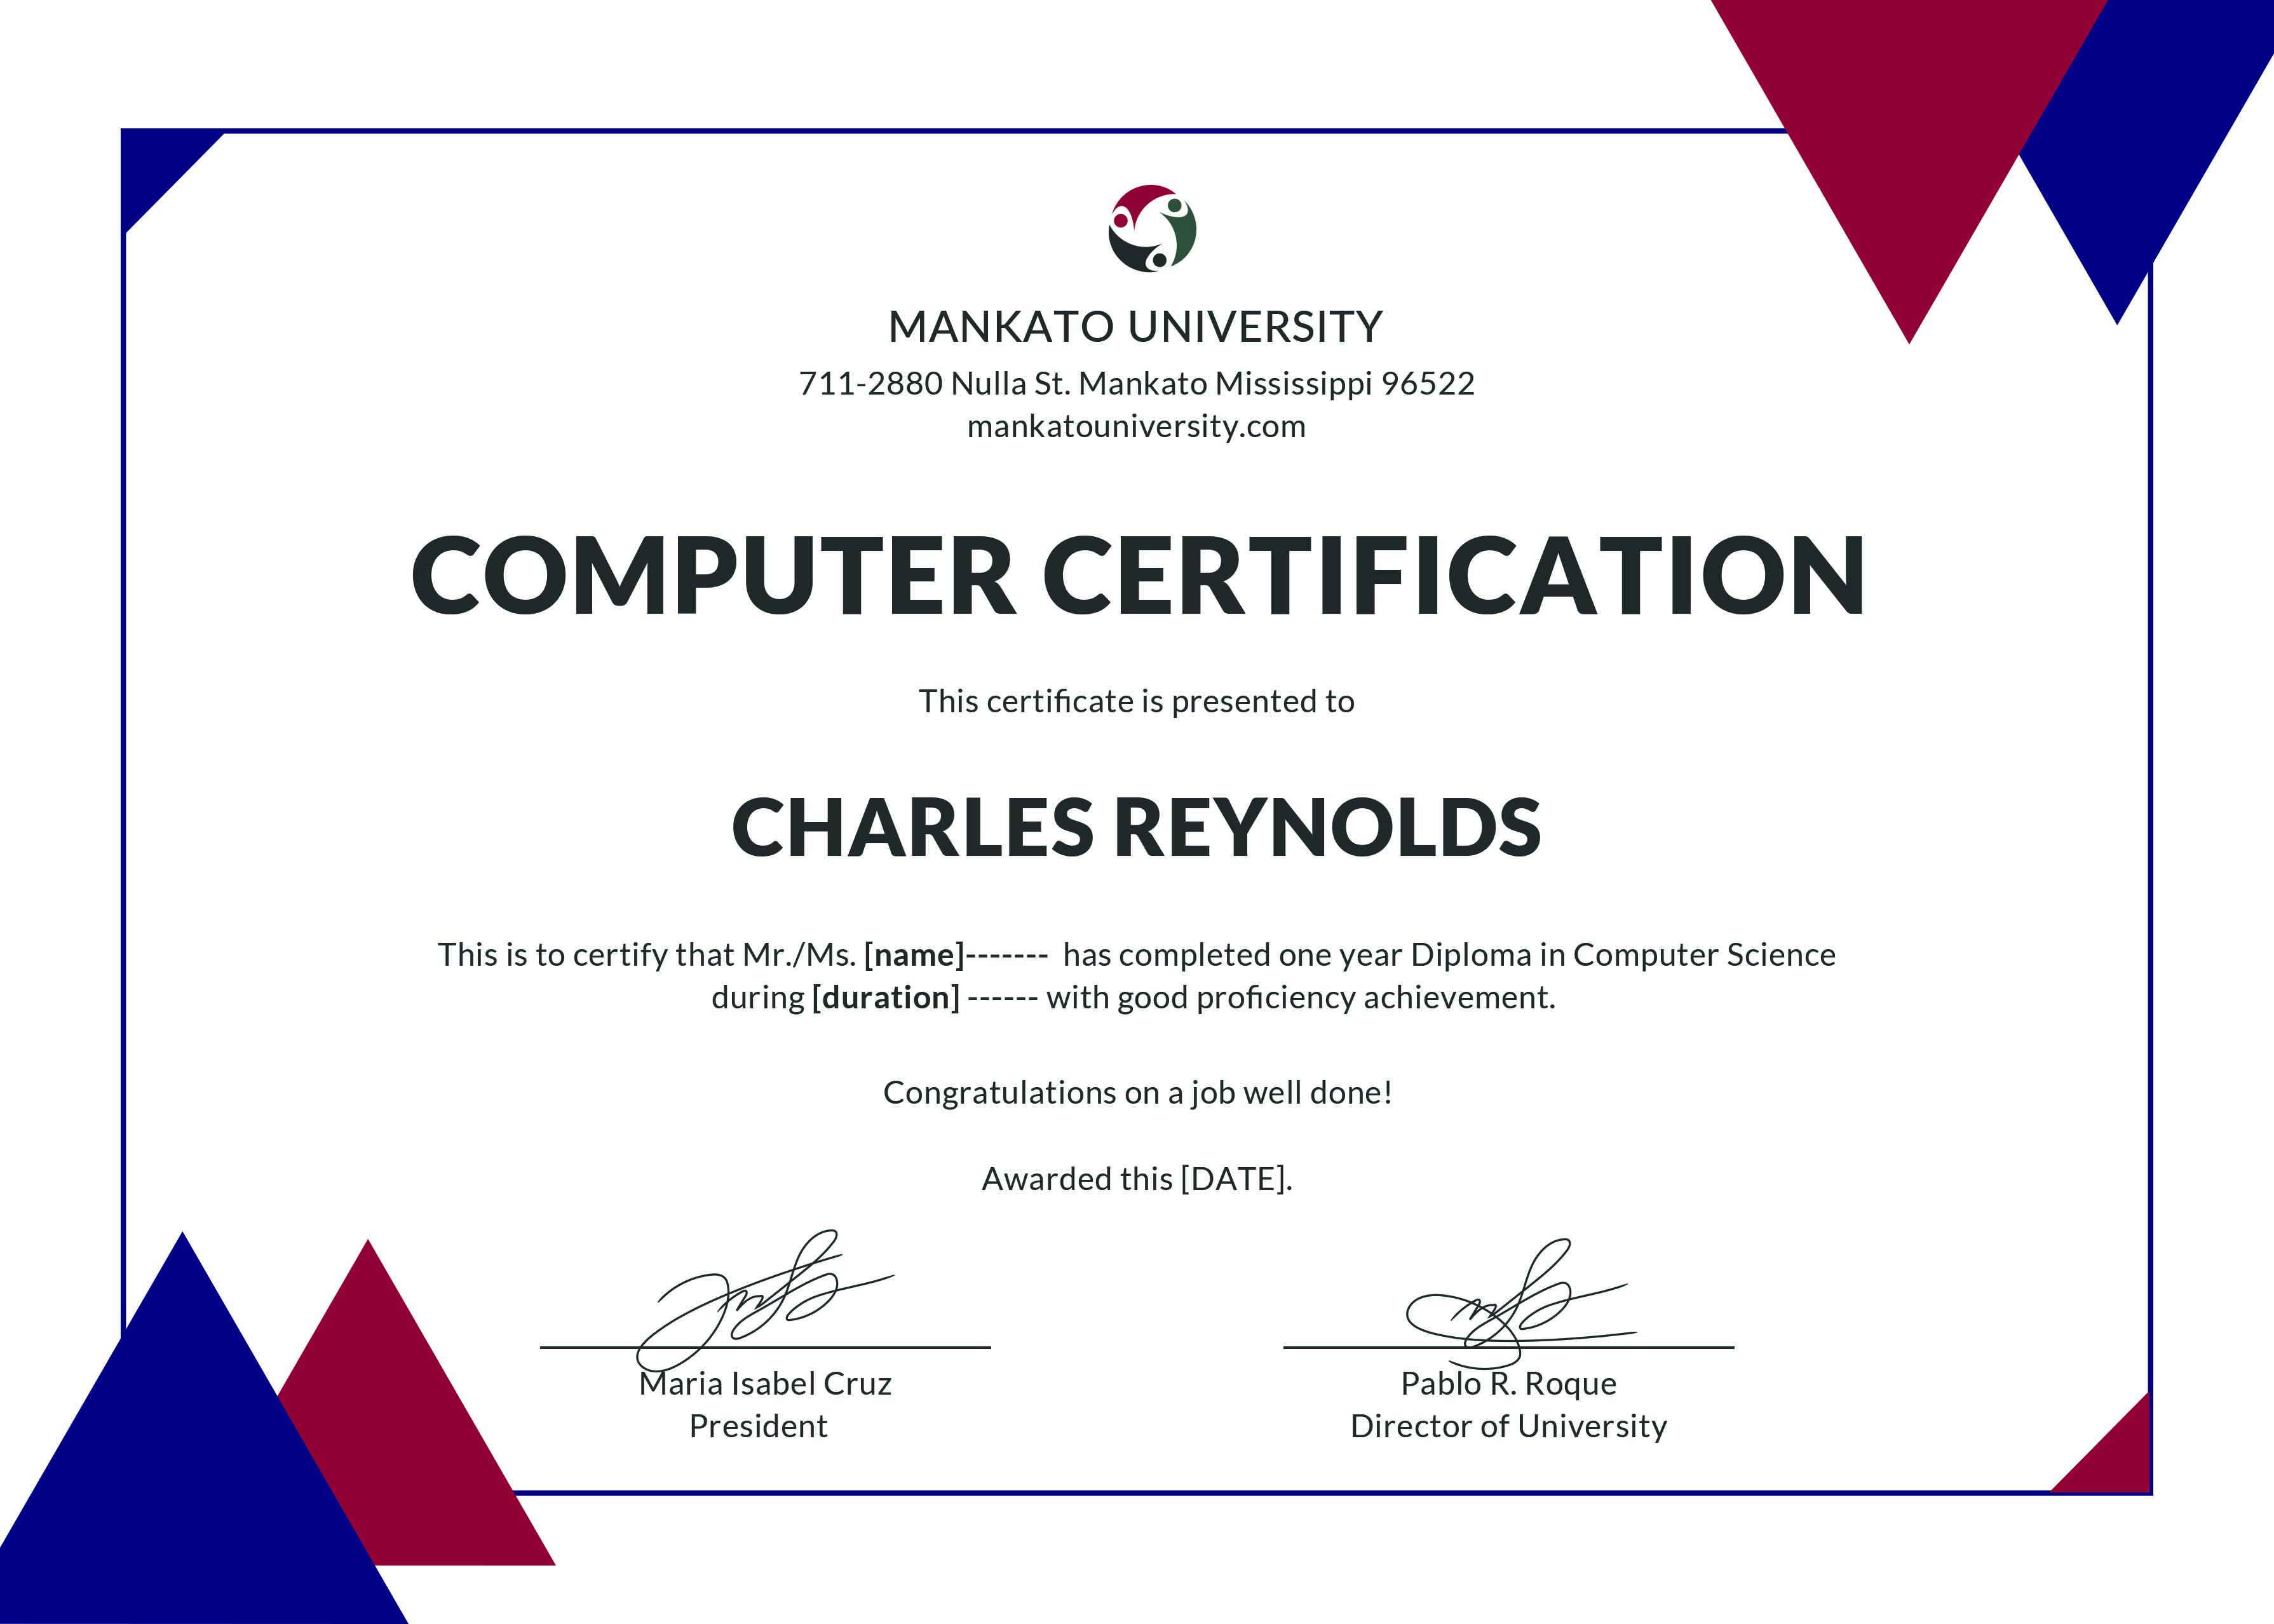 MANKATO UNIVERSITY
711-2880 Nulla St. Mankato Mississippi 96522
mankatouniversity.com
COMPUTER CERTIFICATION
This certificate is presented to
CHARLES REYNOLDS
This is to certify that Mr./Ms. [name]------- has completed one year Diploma in Computer Science
during [duration] ------ with good proficiency achievement.
Congratulations on a job well done!
Awarded this [DATE].
Maria Isabel Cruz
President
Pablo R. Roque
Director of University